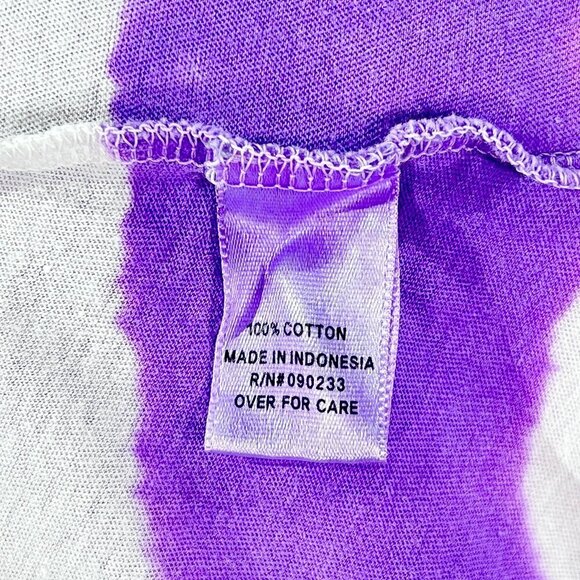 100% COTTON
MADE IN INDONESIA
R/N#090233
OVER FOR CARE